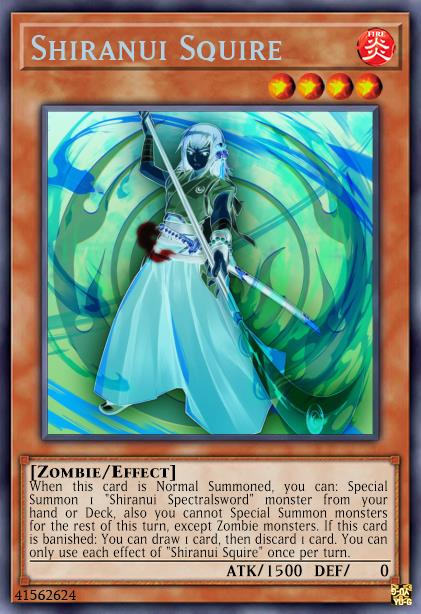 Shiranui Squire
FIRE
炎
[Zombie/Effect]
When this card is Normal Summoned, you can: Special
Summon 1 "Shiranui Spectralsword" monster from your
hand or Deck, also you cannot Special Summon monsters
for the rest of this turn, except Zombie monsters. If this card
is banished: You can draw 1 card, then discard 1 card. You can
only use each effect of "Shiranui Squire" once per turn.
ATK/1500 DEF/ 0
41562624